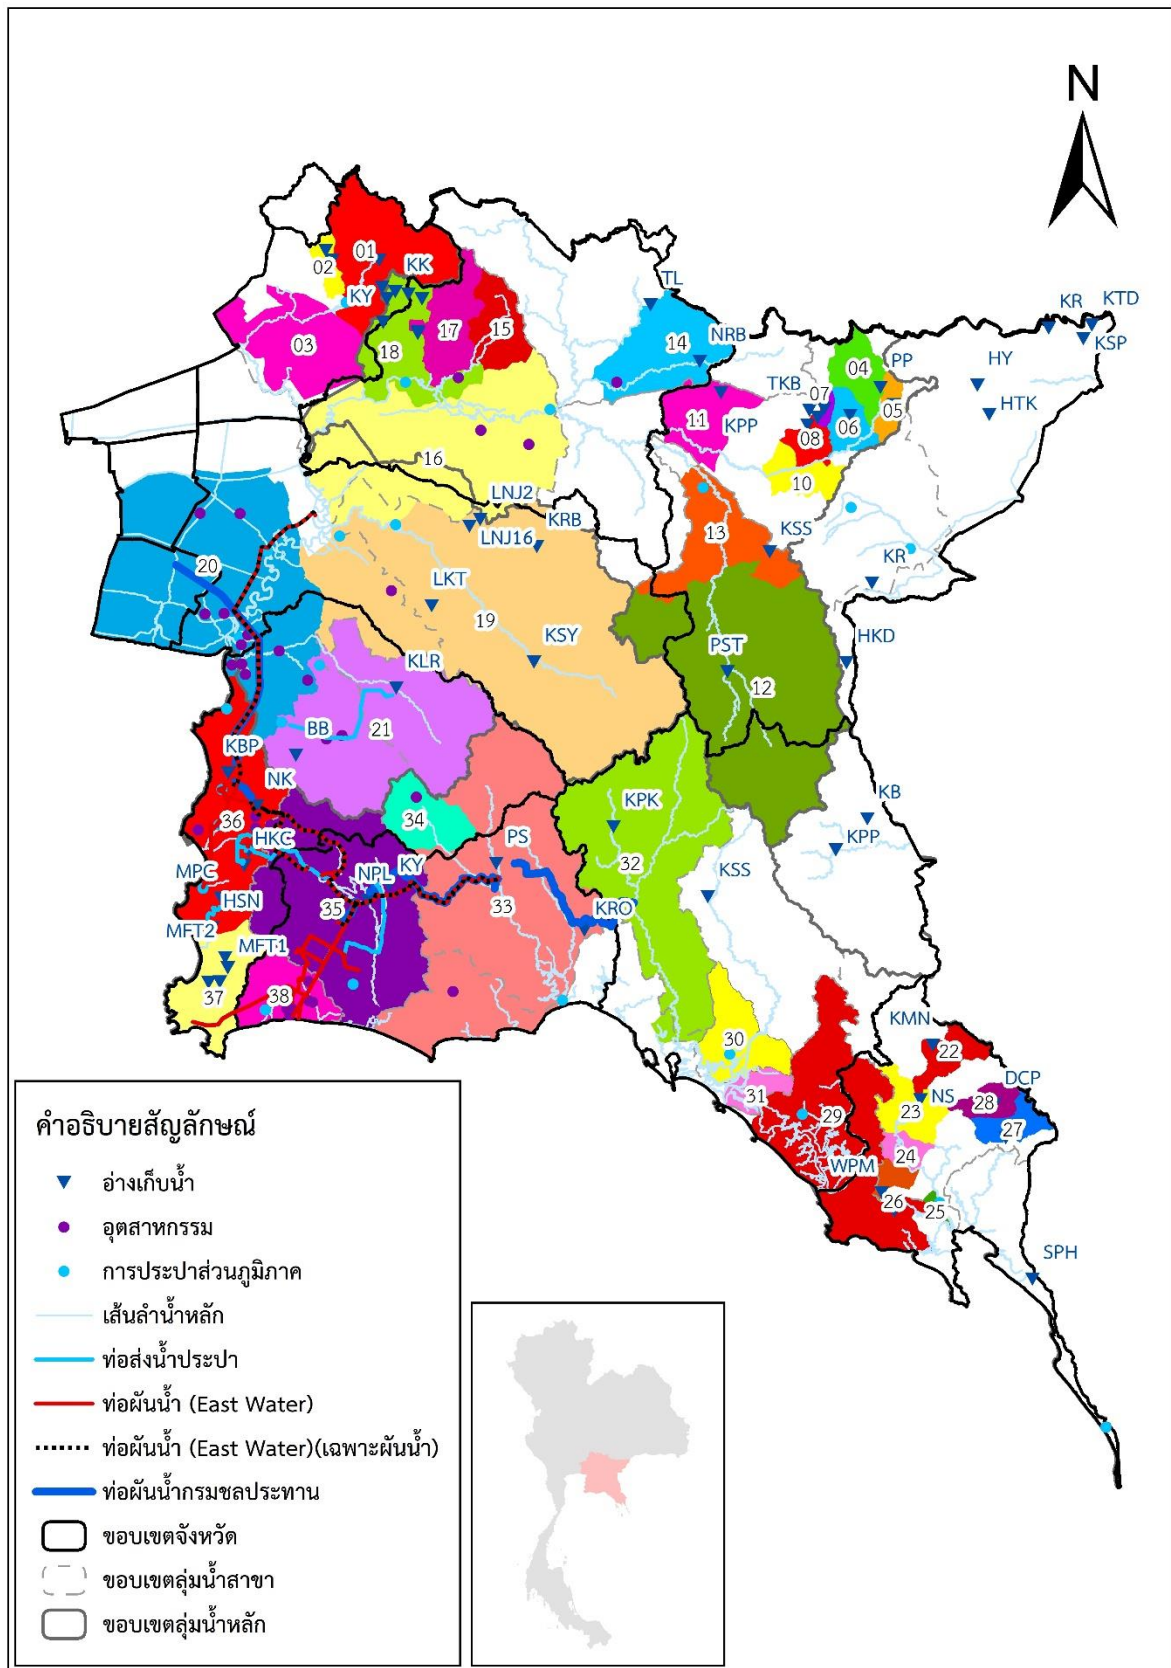 N
TL
KR
KTD
KSP
01
02
KK
KY
03
17
15
18
14
NRB
04
PP
HY
HTK
TKB
07
05
06
11
KPP
08
10
16
LNJ2
LNJ16
KRB
13
KSS
KR
20
LKT
19
KSY
PST
12
HKD
KLR
BB
21
KBP
NK
34
KPK
KB
KPP
36
HKC
PS
32
MPC
NPL
KY
KSS
HSN
35
33
KRO
MFT2
MFT1
37
38
KMN
22
30
31
29
23
NS
DCP
28
27
24
WPM
26
25
SPH
คำอธิบายสัญลักษณ์
อ่างเก็บน้ำ
อุตสาหกรรม
การประปาส่วนภูมิภาค
เส้นลำน้ำหลัก
ท่อส่งน้ำประปา
ท่อผันน้ำ (East Water)
ท่อผันน้ำ (East Water)(เฉพาะผันน้ำ)
ท่อผันน้ำกรมชลประทาน
ขอบเขตจังหวัด
ขอบเขตลุ่มน้ำสาขา
ขอบเขตลุ่มน้ำหลัก